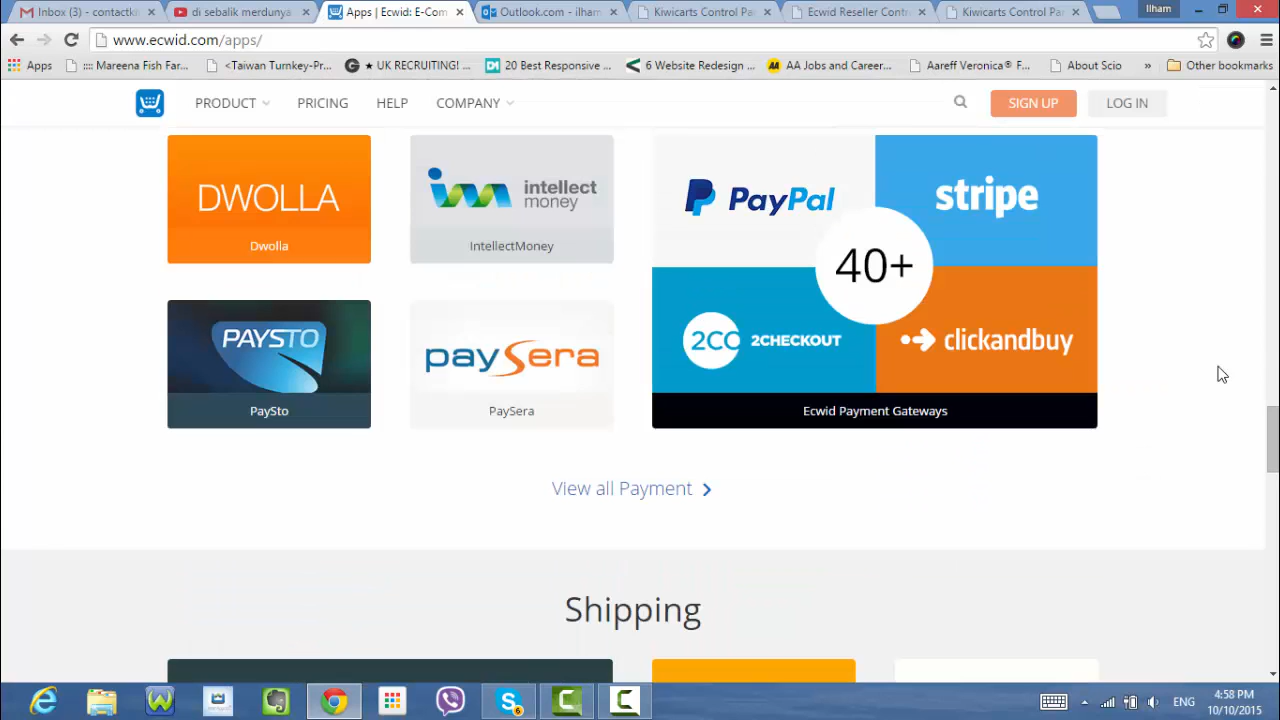 Inbox (3) - contactki
di sebalik merdunya
Apps | Ecwid: E-Com
Outlook.com - ilham
Kiwicarts Control Pa
Ecwid Reseller Contr
Kiwicarts Control Pa
Ilham
www.ecwid.com/apps/
Apps
:::: Mareena Fish Far...
<Taiwan Turnkey-Pr...
★ UK RECRUITING! ...
20 Best Responsive ...
6 Website Redesign ...
AA Jobs and Career...
Aareff Veronica® F...
About Scio
»
Other bookmarks
PRODUCT
PRICING
HELP
COMPANY
SIGN UP
LOG IN
DWOLLA
Dwolla
intellect
money
IntellectMoney
PayPal
stripe
40+
2CO
2CHECKOUT
clickandbuy
Ecwid Payment Gateways
PAYSTO
PaySto
paysera
PaySera
View all Payment
Shipping
6
ENG
4:58 PM
10/10/2015